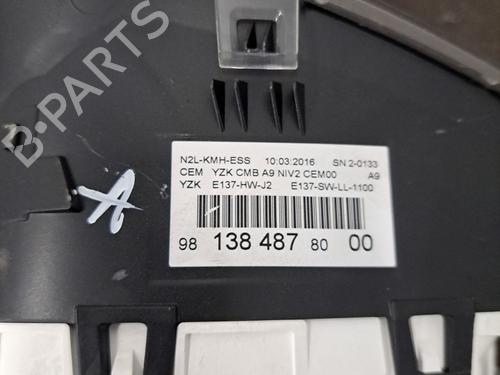 B-PARTS
N2L-KMH-ESS 10:03:2016 SN 2-0133
CEM YZK CMB A9 NIV2 CEM00 A9
YZK E137-HW-J2 E137-SW-LL-1100
98 138 487 80 00